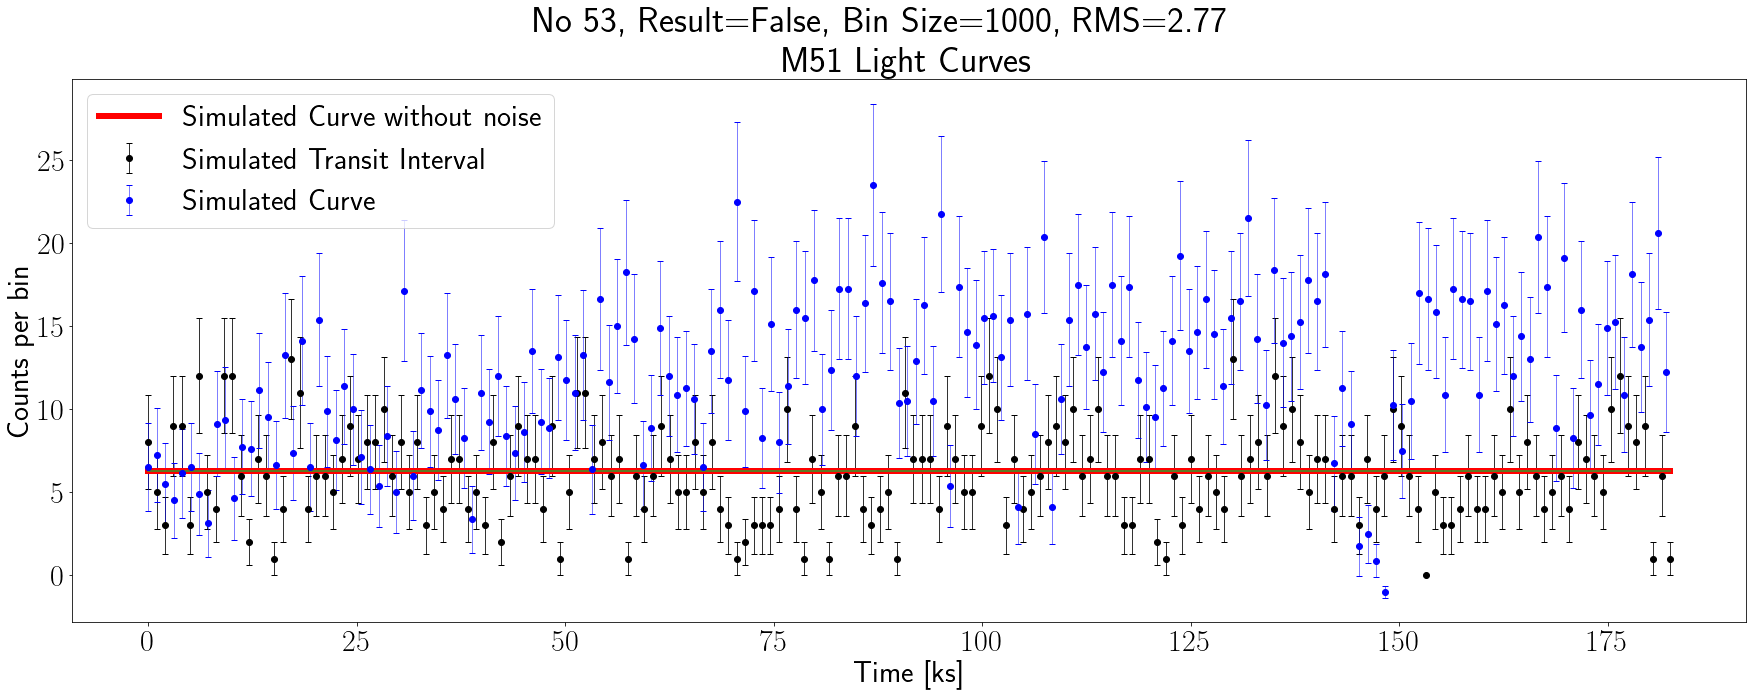 No 53, Result=False, Bin Size=1000, RMS=2.77
M51 Light Curves
Simulated Curve without noise
Simulated Transit Interval
Simulated Curve
Counts per bin
25
20
15
10
5
0
0 25 50 75 100 125 150 175
Time [ks]